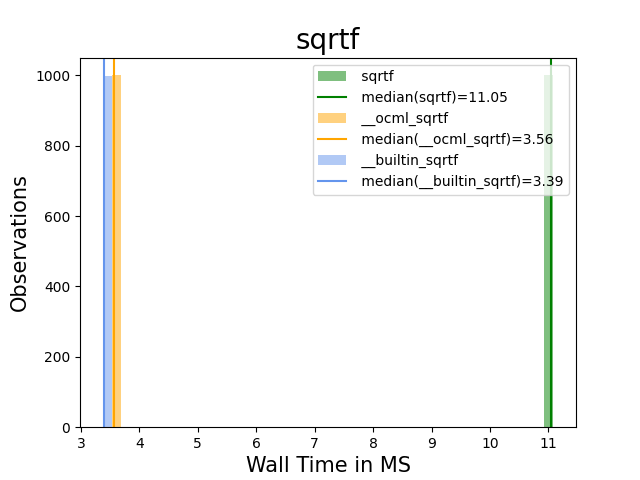 sqrtf
Observations
1000
800
600
400
200
0
sqrtf
median(sqrtf)=11.05
__ocml_sqrtf
median(__ocml_sqrtf)=3.56
__builtin_sqrtf
median(__builtin_sqrtf)=3.39
3 4 5 6 7 8 9 10 11
Wall Time in MS